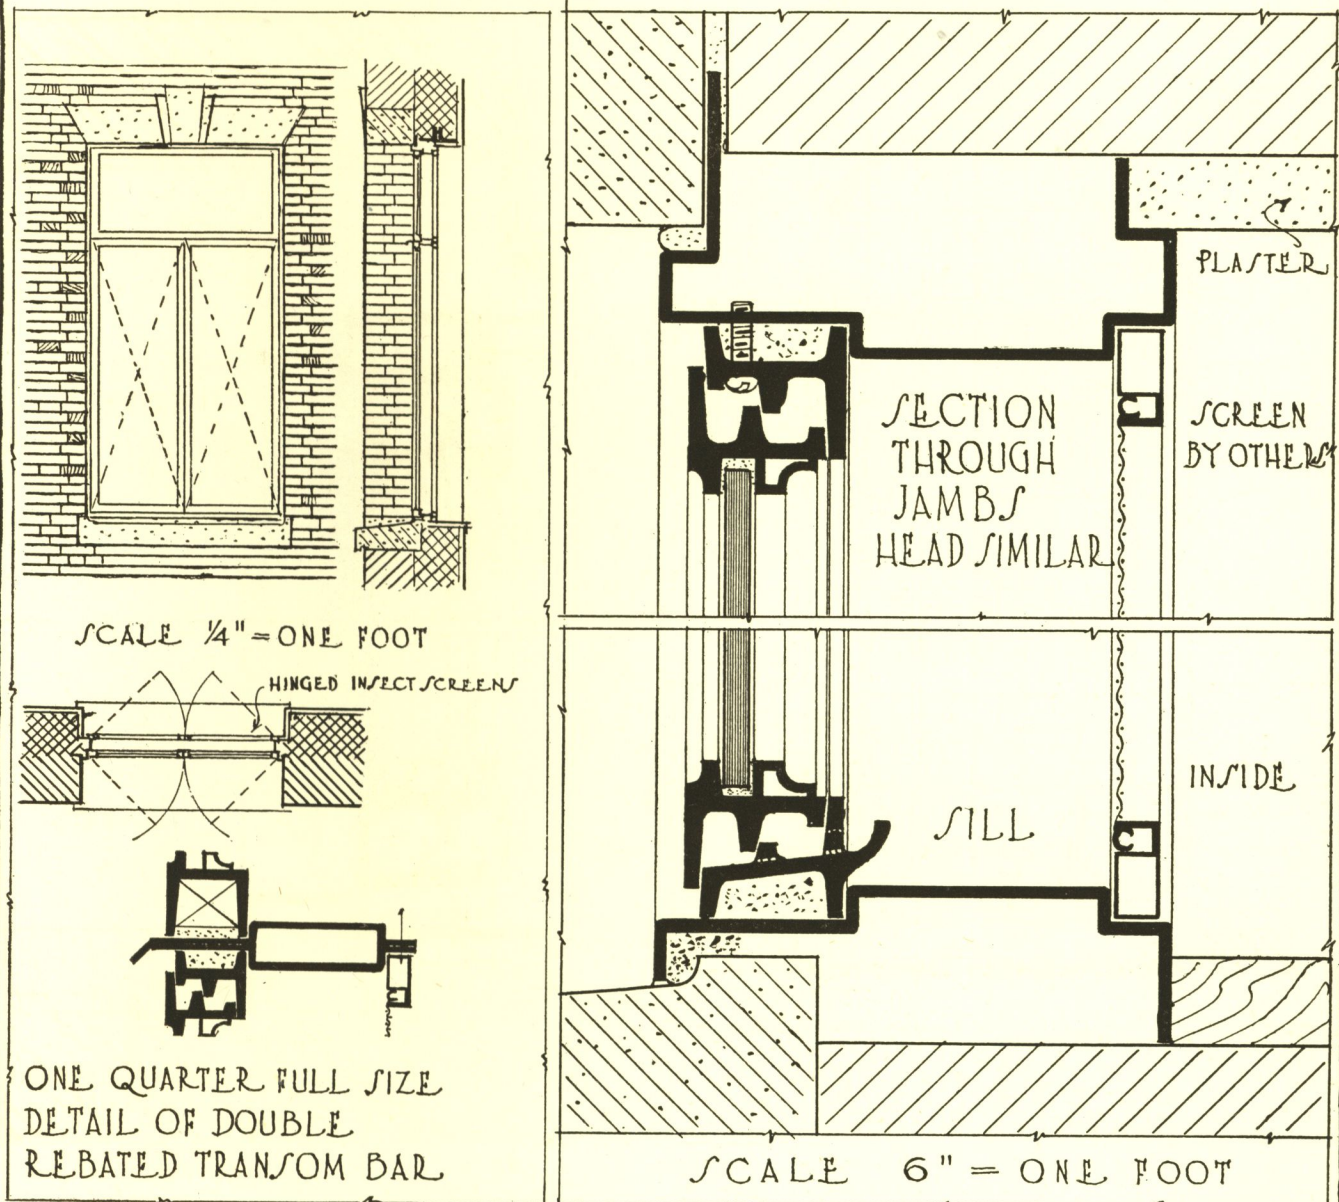 SCALE 1/4" = ONE FOOT
HINGED INSECT SCREENS
ONE QUARTER FULL SIZE
DETAIL OF DOUBLE
REBATED TRANSOM BAR
PLASTER
SECTION
THROUGH
JAMBS
HEAD SIMILAR
SCREEN
BY OTHERS
SILL
INSIDE
SCALE 6" = ONE FOOT